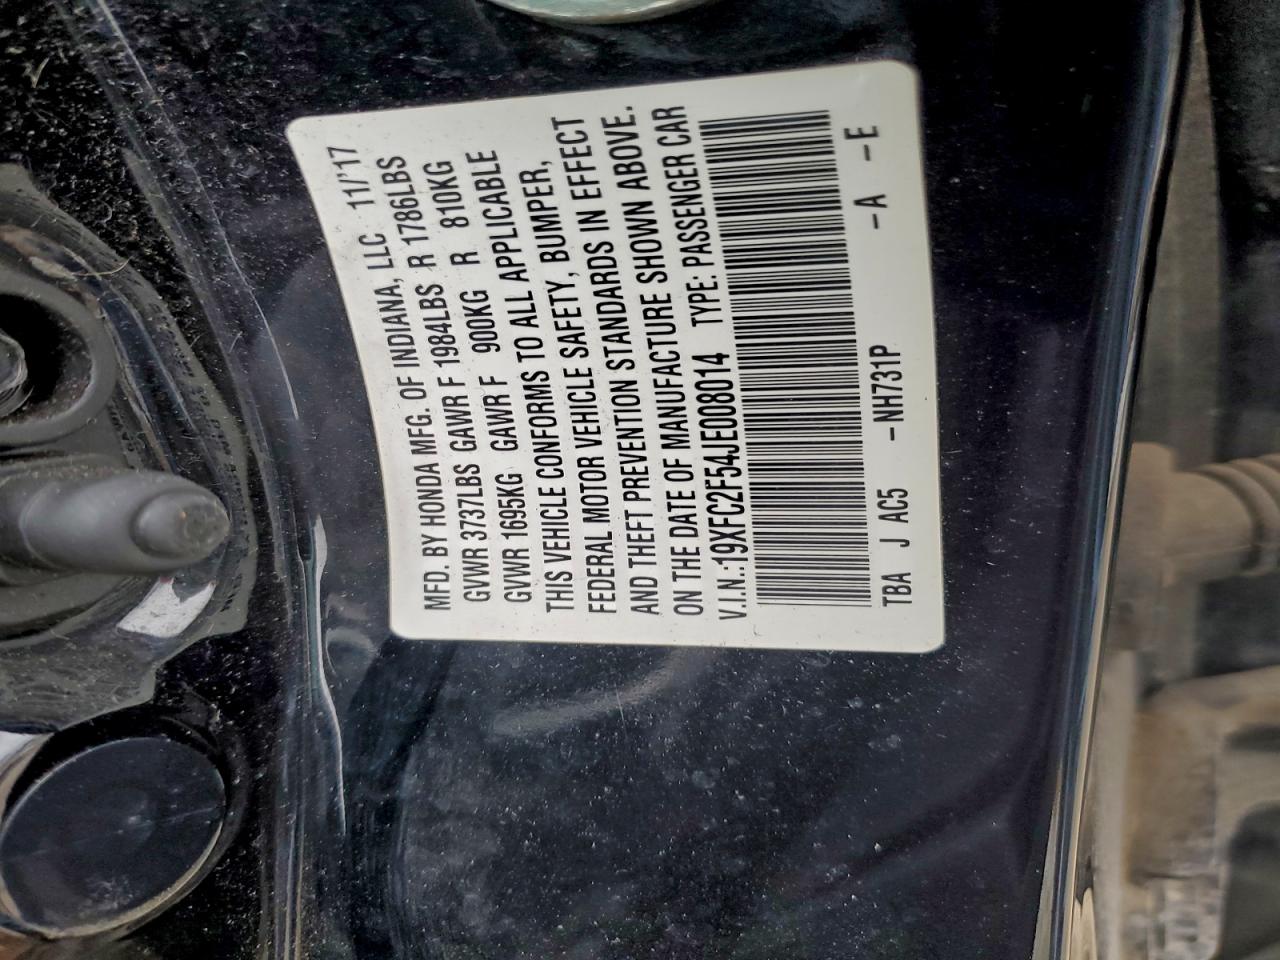 MFD. BY HONDA MFG. OF INDIANA, LLC 11/'17
GVWR 3737LBS GAWR F 1984LBS R 1786LBS
GVWR 1695KG GAWR F 900KG R 810KG
THIS VEHICLE CONFORMS TO ALL APPLICABLE
FEDERAL MOTOR VEHICLE SAFETY, BUMPER,
AND THEFT PREVENTION STANDARDS IN EFFECT
ON THE DATE OF MANUFACTURE SHOWN ABOVE.
V.I.N.:19XFC2F54JE008014 TYPE: PASSENGER CAR
TBA J AC5 -NH731P -A -E